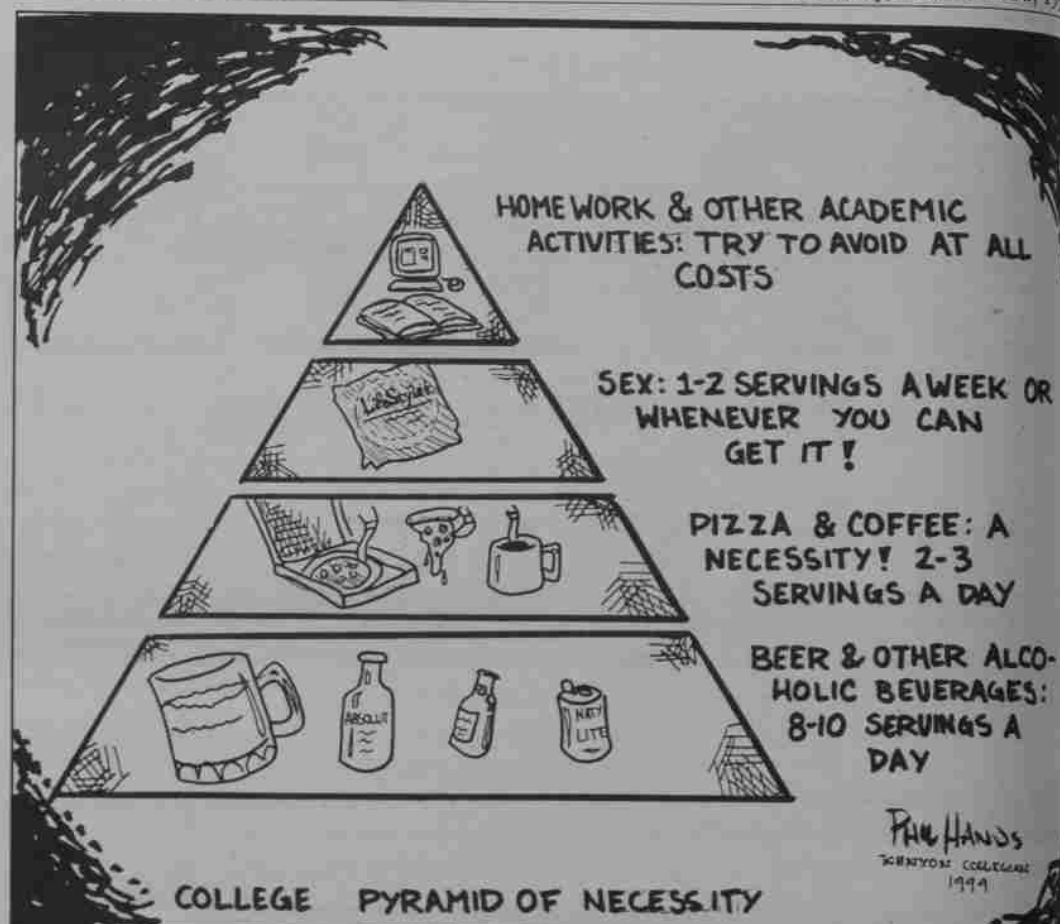 HOMEWORK & OTHER ACADEMIC
ACTIVITIES: TRY TO AVOID AT ALL
COSTS
LifeStyles
SEX: 1-2 SERVINGS A WEEK OR
WHENEVER YOU CAN
GET IT!
PIZZA & COFFEE: A
NECESSITY! 2-3
SERVINGS A DAY
BEER & OTHER ALCO-
HOLIC BEVERAGES:
8-10 SERVINGS A
DAY
ABSOLUT
NATY
LITE
PHIL HANDS
COLLEGIAN
1999
COLLEGE PYRAMID OF NECESSITY